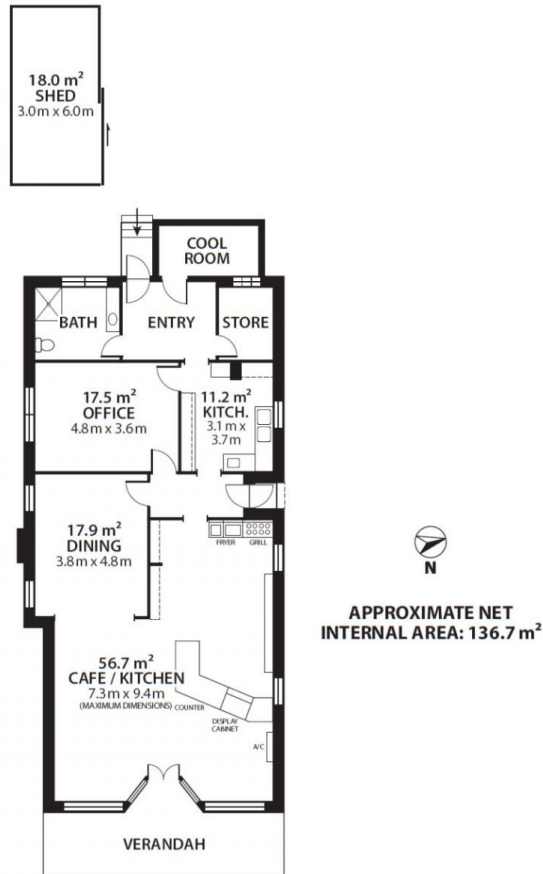 18.0 m²
SHED
3.0m x 6.0m
COOL
ROOM
BATH
ENTRY
STORE
17.5 m²
OFFICE
4.8m x 3.6m
11.2 m²
KITCH.
3.1m x
3.7m
17.9 m²
DINING
3.8m x 4.8m
FRYER
GRILL
N
APPROXIMATE NET
INTERNAL AREA: 136.7 m²
56.7 m²
CAFE / KITCHEN
7.3m x 9.4m
(MAXIMUM DIMENSIONS)
COUNTER
DISPLAY
CABINET
A/C
VERANDAH